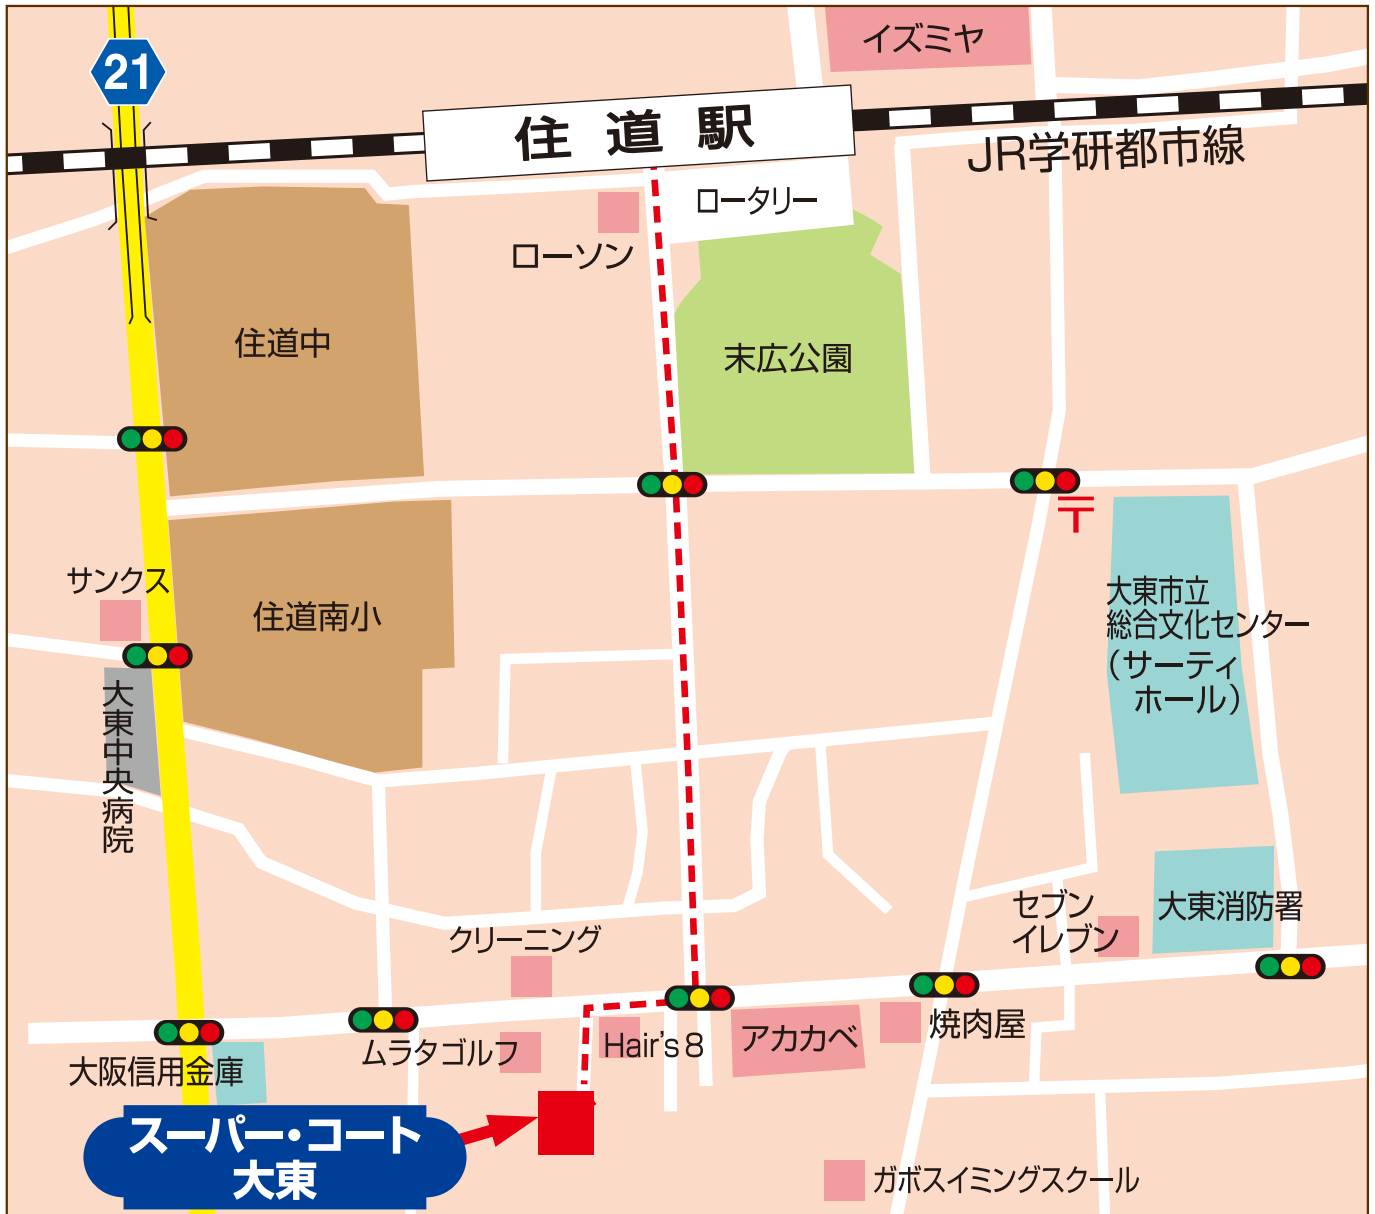 イズミヤ
21
住道駅
JR学研都市線
ロータリー
ローソン
住道中
末広公園
〒
サンクス
住道南小
大東市立
総合文化センター
(サーティ
ホール)
大東中央病院
セブン
イレブン
大東消防署
クリーニング
焼肉屋
アカカベ
Hair's 8
ムラタゴルフ
大阪信用金庫
スーパー・コート
大東
ガボスイミングスクール